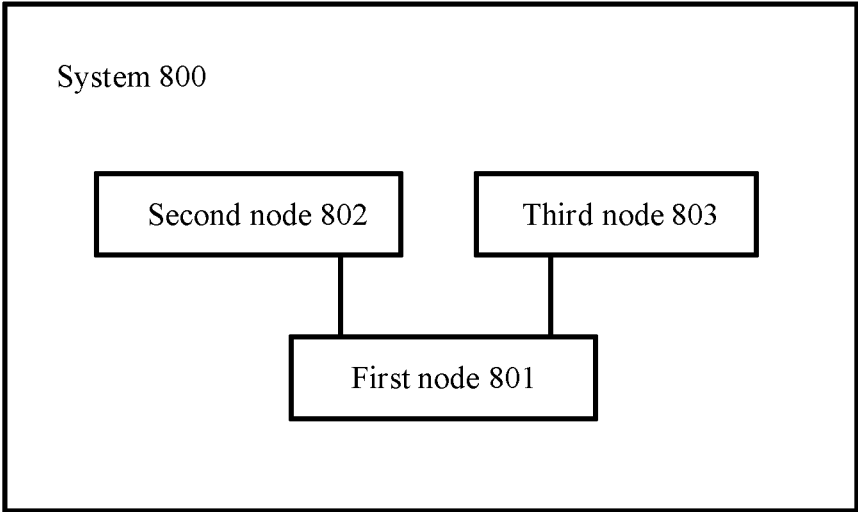 System 800
Second node 802
Third node 803
First node 801